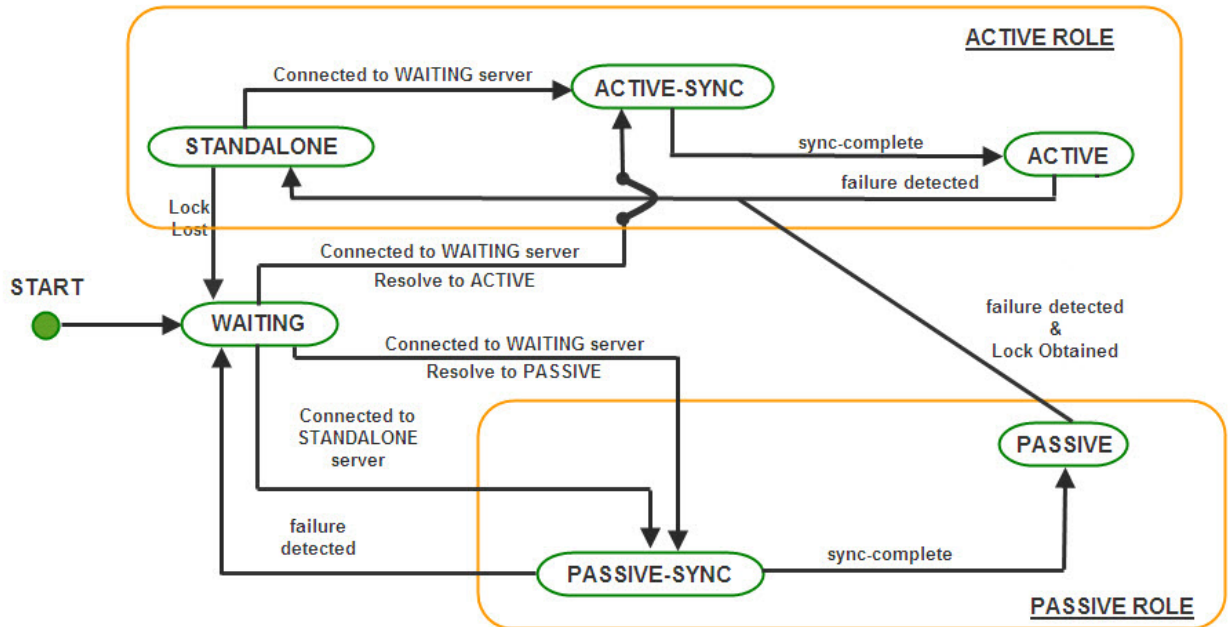 ACTIVE ROLE
Connected to WAITING server
ACTIVE-SYNC
STANDALONE
sync-complete
ACTIVE
failure detected
Lock
Lost
Connected to WAITING server
Resolve to ACTIVE
START
WAITING
failure detected
&
Lock Obtained
Connected to WAITING server
Resolve to PASSIVE
Connected to
STANDALONE
server
PASSIVE
failure
detected
PASSIVE-SYNC
sync-complete
PASSIVE ROLE